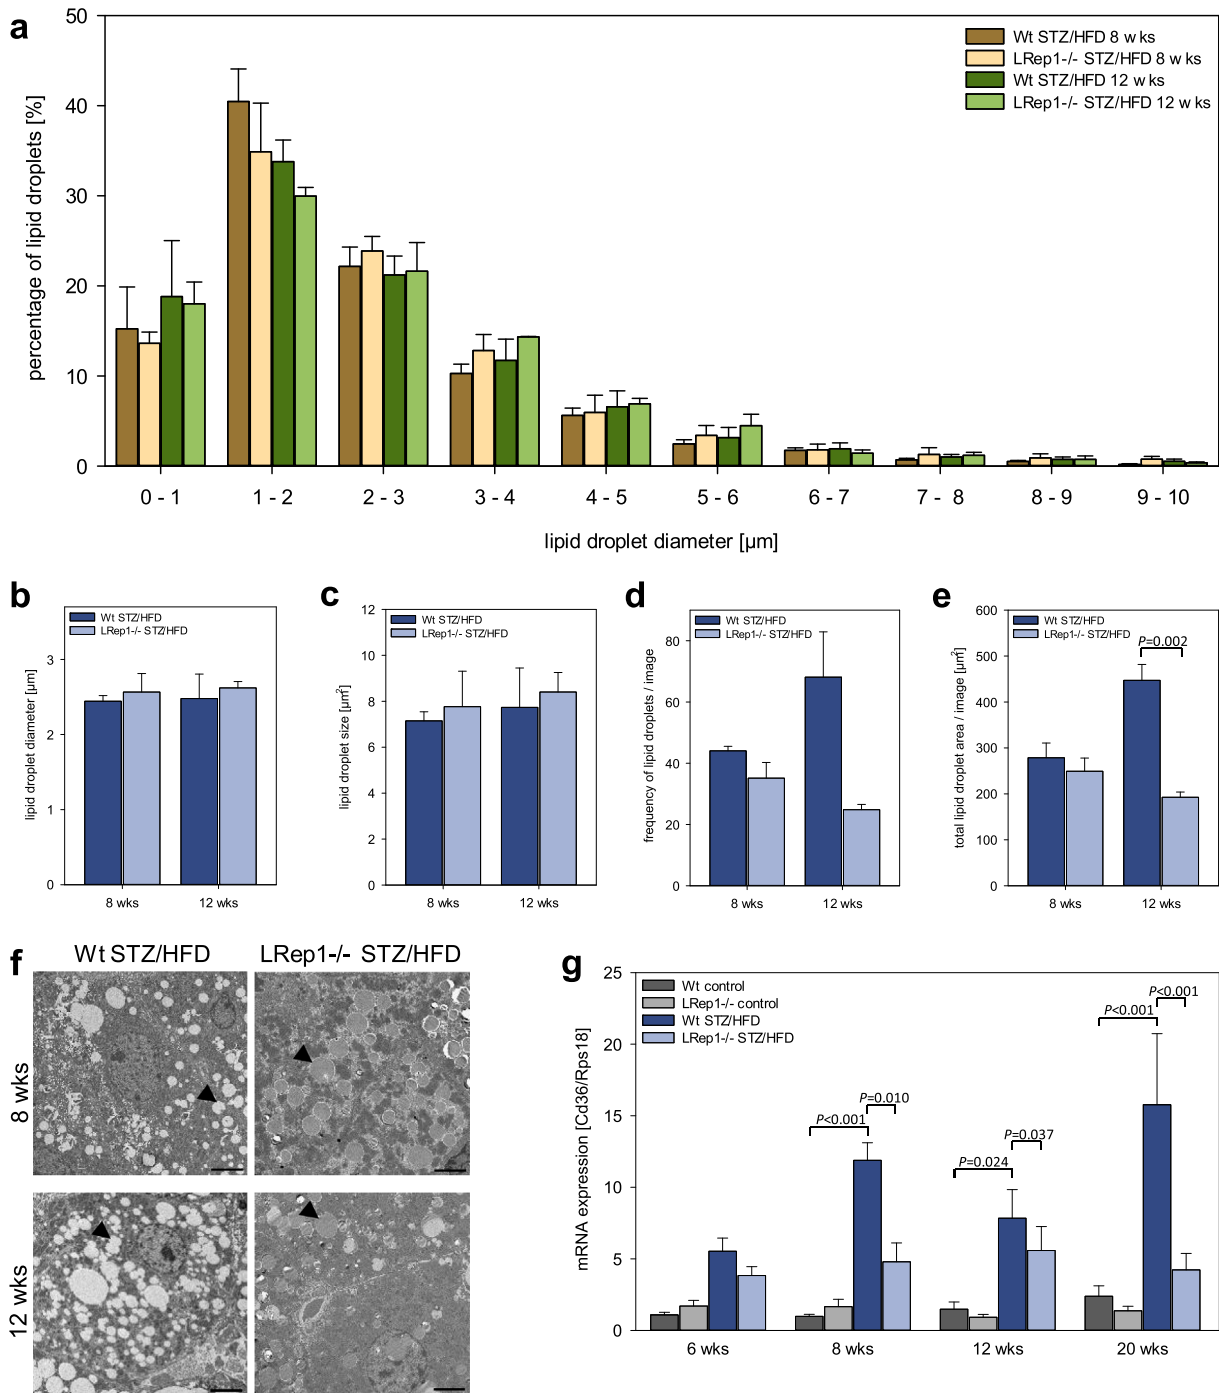 a
50
40
30
20
10
0
percentage of lipid droplets [%]
Wt STZ/HFD 8 wks
LRep1-/- STZ/HFD 8 wks
Wt STZ/HFD 12 wks
LRep1-/- STZ/HFD 12 wks
0 - 1
1 - 2
2 - 3
3 - 4
4 - 5
5 - 6
6 - 7
7 - 8
8 - 9
9 - 10
lipid droplet diameter [µm]
b
Wt STZ/HFD
LRep1-/- STZ/HFD
3
2
1
0
lipid droplet diameter [µm]
8 wks
12 wks
c
Wt STZ/HFD
LRep1-/- STZ/HFD
12
10
8
6
4
2
0
lipid droplet size [µm²]
8 wks
12 wks
d
Wt STZ/HFD
LRep1-/- STZ/HFD
80
60
40
20
0
frequency of lipid droplets / image
8 wks
12 wks
e
Wt STZ/HFD
LRep1-/- STZ/HFD
P=0.002
600
500
400
300
200
100
0
total lipid droplet area / image [µm²]
8 wks
12 wks
f
Wt STZ/HFD
LRep1-/- STZ/HFD
8 wks
12 wks
g
Wt control
LRep1-/- control
Wt STZ/HFD
LRep1-/- STZ/HFD
25
20
15
10
5
0
mRNA expression [Cd36/Rps18]
P<0.001
P=0.010
P=0.024
P=0.037
P<0.001
P<0.001
6 wks
8 wks
12 wks
20 wks